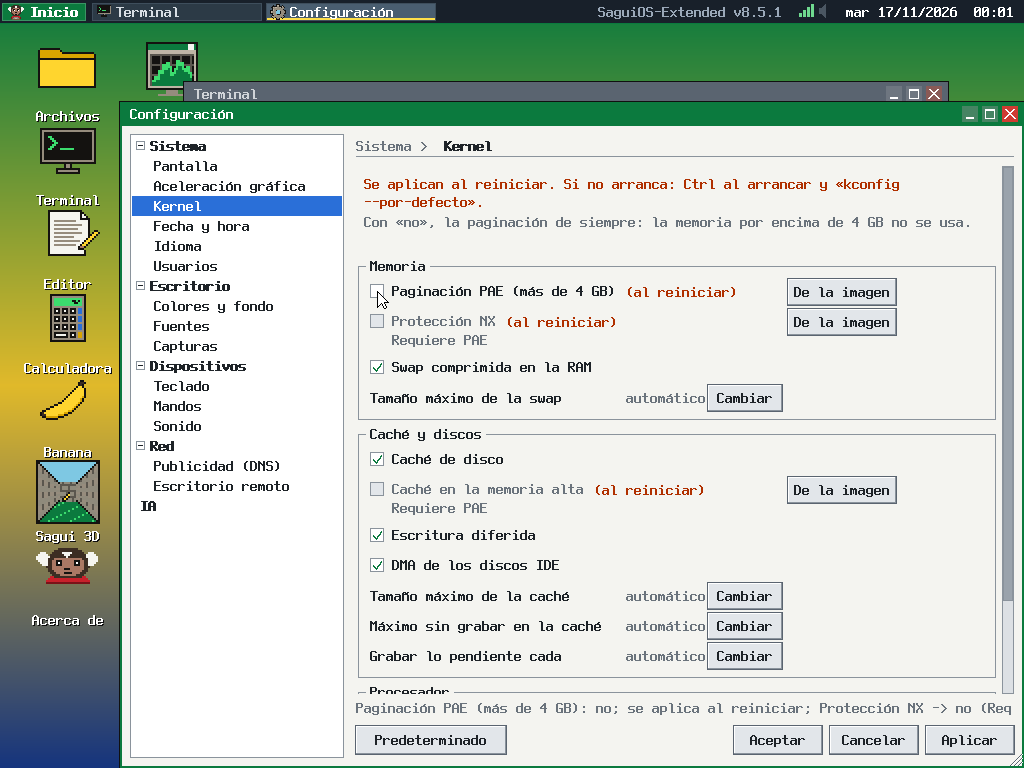 Inicio
Terminal
Configuración
SaguiOS-Extended v8.5.1
mar 17/11/2026
00:01
Archivos
Terminal
Editor
Calculadora
Banana
Sagui 3D
Acerca de
Terminal
Configuración
Sistema
Pantalla
Aceleración gráfica
Kernel
Fecha y hora
Idioma
Usuarios
Escritorio
Colores y fondo
Fuentes
Capturas
Dispositivos
Teclado
Mandos
Sonido
Red
Publicidad (DNS)
Escritorio remoto
IA
Sistema > Kernel
Se aplican al reiniciar. Si no arranca: Ctrl al arrancar y «kconfig
--por-defecto».
Con «no», la paginación de siempre: la memoria por encima de 4 GB no se usa.
Memoria
Paginación PAE (más de 4 GB) (al reiniciar) De la imagen
Protección NX (al reiniciar) De la imagen
Requiere PAE
Swap comprimida en la RAM
Tamaño máximo de la swap automático Cambiar
Caché y discos
Caché de disco
Caché en la memoria alta (al reiniciar) De la imagen
Requiere PAE
Escritura diferida
DMA de los discos IDE
Tamaño máximo de la caché automático Cambiar
Máximo sin grabar en la caché automático Cambiar
Grabar lo pendiente cada automático Cambiar
Procesador
Paginación PAE (más de 4 GB): no; se aplica al reiniciar; Protección NX -> no (Req
Predeterminado Aceptar Cancelar Aplicar